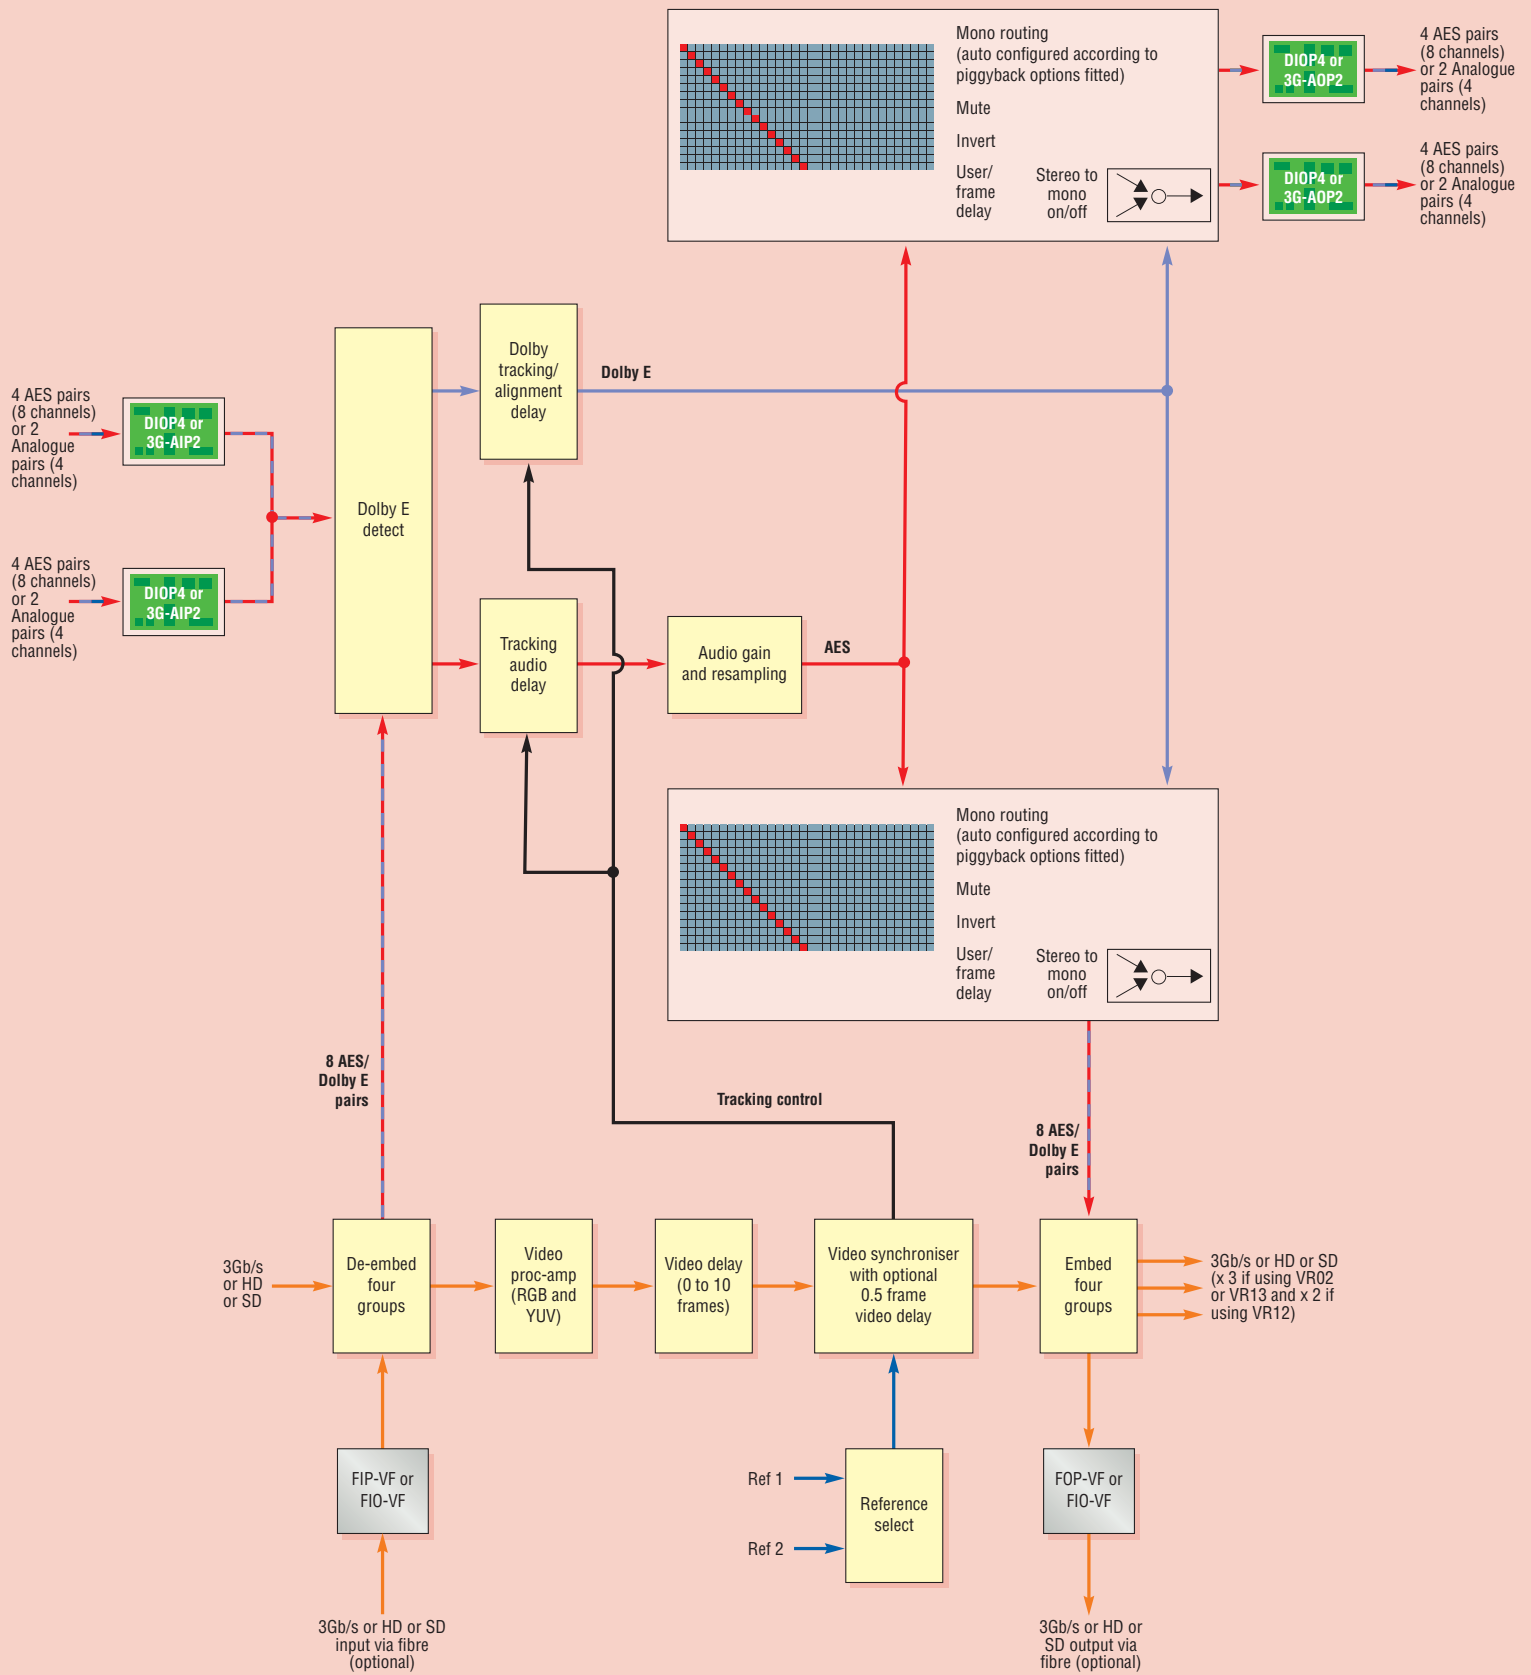 Mono routing
(auto configured according to
piggyback options fitted)
Mute
Invert
User/
frame
delay
Stereo to
mono
on/off
DIOP4 or
3G-AOP2
4 AES pairs
(8 channels)
or 2 Analogue
pairs (4
channels)
DIOP4 or
3G-AOP2
4 AES pairs
(8 channels)
or 2 Analogue
pairs (4
channels)
4 AES pairs
(8 channels)
or 2
Analogue
pairs (4
channels)
DIOP4 or
3G-AIP2
4 AES pairs
(8 channels)
or 2
Analogue
pairs (4
channels)
DIOP4 or
3G-AIP2
Dolby E
detect
Dolby
tracking/
alignment
delay
Dolby E
Tracking
audio
delay
Audio gain
and resampling
AES
Mono routing
(auto configured according to
piggyback options fitted)
Mute
Invert
User/
frame
delay
Stereo to
mono
on/off
8 AES/
Dolby E
pairs
Tracking control
8 AES/
Dolby E
pairs
3Gb/s
or HD
or SD
De-embed
four
groups
Video
proc-amp
(RGB and
YUV)
Video delay
(0 to 10
frames)
Video synchroniser
with optional
0.5 frame
video delay
Embed
four
groups
3Gb/s or HD or SD
(x 3 if using VR02
or VR13 and x 2 if
using VR12)
FIP-VF or
FIO-VF
Ref 1
Ref 2
Reference
select
FOP-VF or
FIO-VF
3Gb/s or HD or SD
input via fibre
(optional)
3Gb/s or HD or
SD output via
fibre (optional)